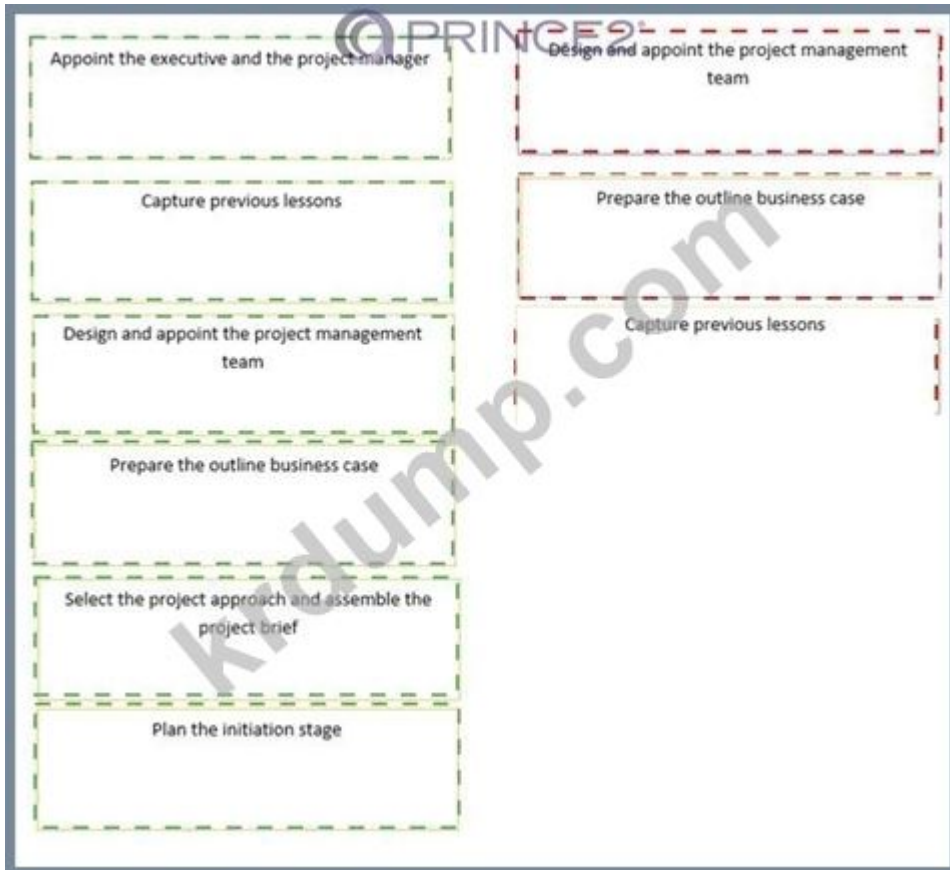 PRINCE2
Appoint the executive and the project manager
Capture previous lessons
Design and appoint the project management
team
Prepare the outline business case
Select the project approach and assemble the
project brief
Plan the initiation stage
Design and appoint the project management
team
Prepare the outline business case
Capture previous lessons
krdump.com